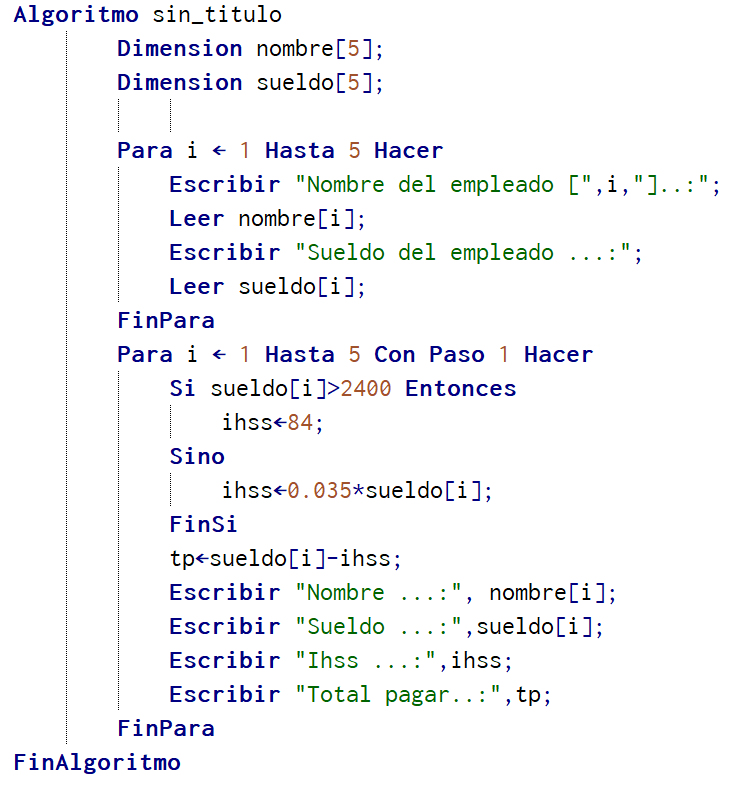 Algoritmo sin_titulo
Dimension nombre[5];
Dimension sueldo[5];
Para i ← 1 Hasta 5 Hacer
Escribir "Nombre del empleado [",i,"]..:";
Leer nombre[i];
Escribir "Sueldo del empleado ...:";
Leer sueldo[i];
FinPara
Para i ← 1 Hasta 5 Con Paso 1 Hacer
Si sueldo[i]>2400 Entonces
ihss←84;
Sino
ihss←0.035*sueldo[i];
FinSi
tp←sueldo[i]-ihss;
Escribir "Nombre ...:", nombre[i];
Escribir "Sueldo ...:",sueldo[i];
Escribir "Ihss ...:",ihss;
Escribir "Total pagar..:",tp;
FinPara
FinAlgoritmo